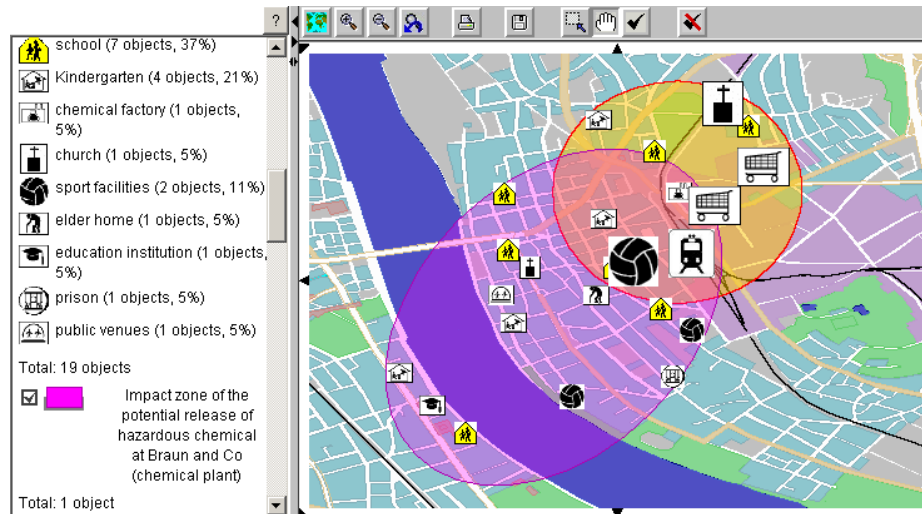 ?
school (7 objects, 37%)
Kindergarten (4 objects, 21%)
chemical factory (1 objects,
5%)
church (1 objects, 5%)
sport facilities (2 objects, 11%)
elder home (1 objects, 5%)
education institution (1 objects,
5%)
prison (1 objects, 5%)
public venues (1 objects, 5%)
Total: 19 objects
Impact zone of the
potential release of
hazardous chemical
at Braun and Co
(chemical plant)
Total: 1 object